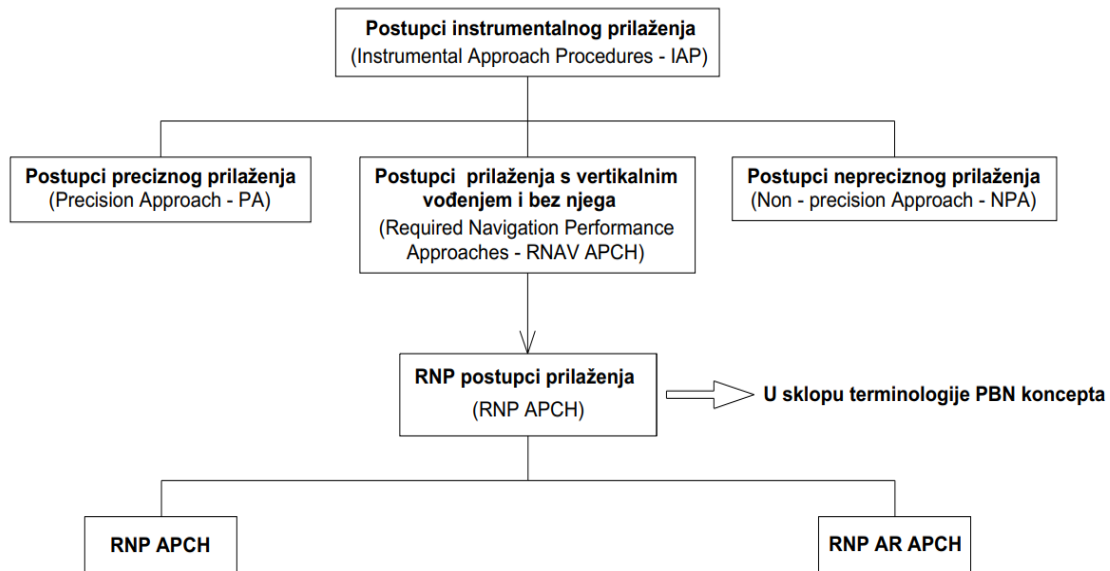 Postupci instrumentalnog prilaženja
(Instrumental Approach Procedures - IAP)
Postupci preciznog prilaženja
(Precision Approach - PA)
Postupci prilaženja s vertikalnim
vođenjem i bez njega
(Required Navigation Performance
Approaches - RNAV APCH)
Postupci nepreciznog prilaženja
(Non - precision Approach - NPA)
RNP postupci prilaženja
(RNP APCH)
U sklopu terminologije PBN koncepta
RNP APCH
RNP AR APCH